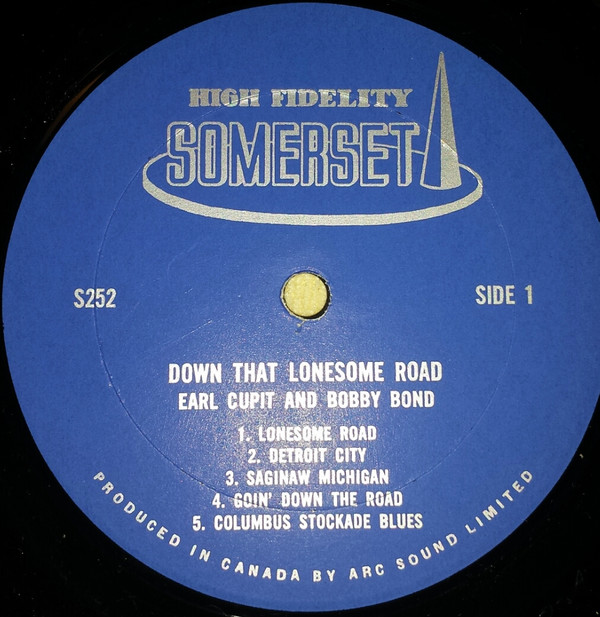 HIGH FIDELITY
SOMERSET
S252
SIDE 1
DOWN THAT LONESOME ROAD
EARL CUPIT AND BOBBY BOND
1. LONESOME ROAD
2. DETROIT CITY
3. SAGINAW MICHIGAN
4. GOIN' DOWN THE ROAD
5. COLUMBUS STOCKADE BLUES
PRODUCED IN CANADA BY ARC SOUND LIMITED